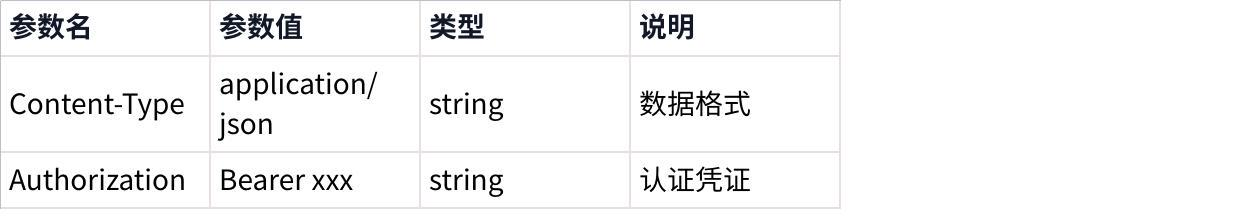 参数名 参数值 类型 说明
Content-Type application/ string 数据格式
json
Authorization Bearer xxx string 认证凭证